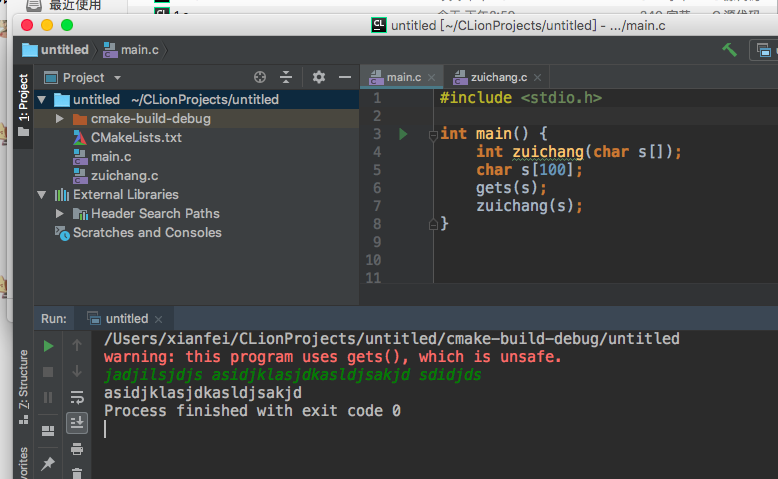 最近使用
untitled [~/CLionProjects/untitled] - .../main.c
untitled
main.c
Project
main.c
zuichang.c
1: Project
untitled ~/CLionProjects/untitled
cmake-build-debug
CMakeLists.txt
main.c
zuichang.c
External Libraries
Header Search Paths
Scratches and Consoles
1 #include <stdio.h>
2
3 int main() {
4 int zuichang(char s[]);
5 char s[100];
6 gets(s);
7 zuichang(s);
8 }
9
10
11
Run:
untitled
/Users/xianfei/CLionProjects/untitled/cmake-build-debug/untitled
warning: this program uses gets(), which is unsafe.
jadjilsjdjs asidjklasjdkasldjsakjd sdidjds
asidjklasjdkasldjsakjd
Process finished with exit code 0
Z: Structure